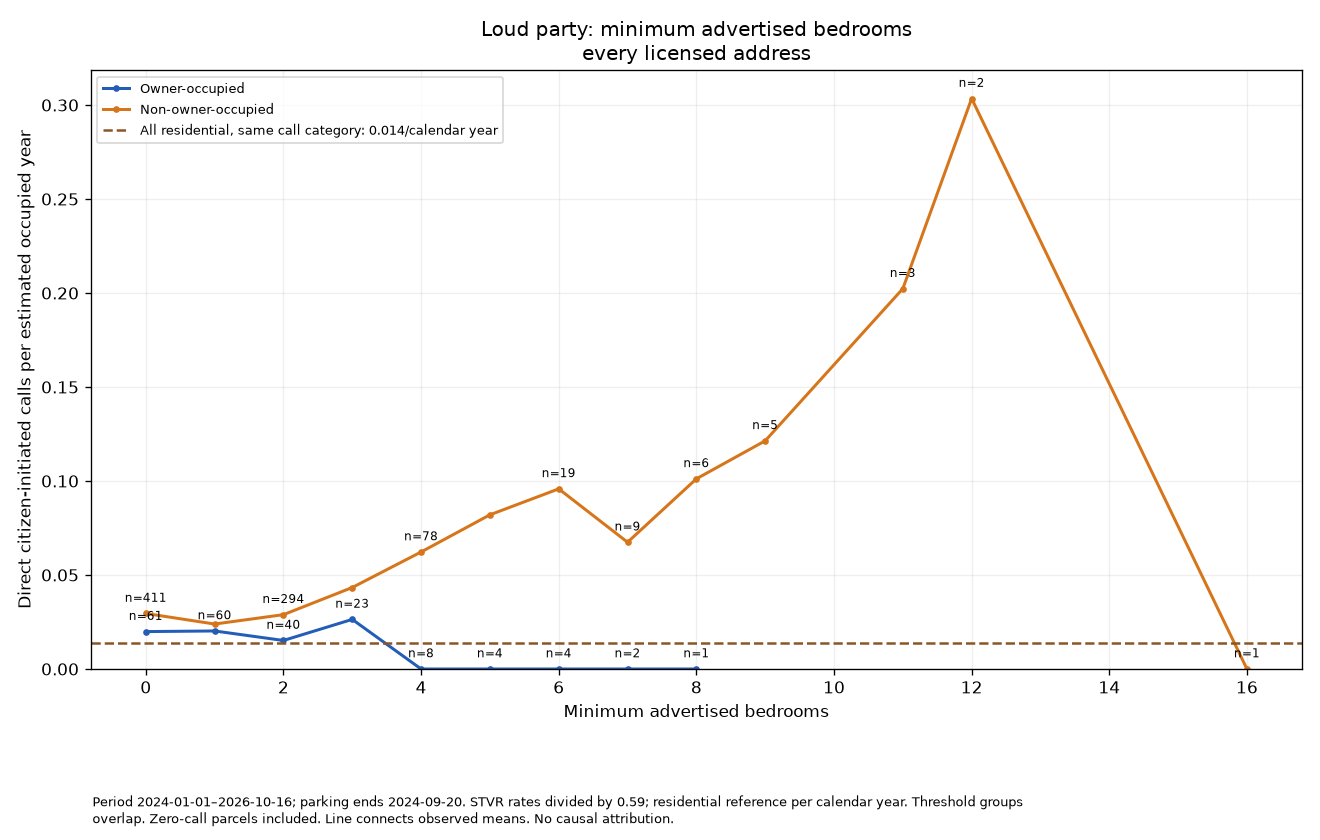 Loud party: minimum advertised bedrooms
every licensed address
Owner-occupied
Non-owner-occupied
All residential, same call category: 0.014/calendar year
Direct citizen-initiated calls per estimated occupied year
0.30
0.25
0.20
0.15
0.10
0.05
0.00
n=411
n=61
n=60
n=294
n=40
n=23
n=78
n=8
n=4
n=19
n=4
n=9
n=2
n=6
n=1
n=5
n=3
n=2
n=1
0 2 4 6 8 10 12 14 16
Minimum advertised bedrooms
Period 2024-01-01–2026-10-16; parking ends 2024-09-20. STVR rates divided by 0.59; residential reference per calendar year. Threshold groups
overlap. Zero-call parcels included. Line connects observed means. No causal attribution.